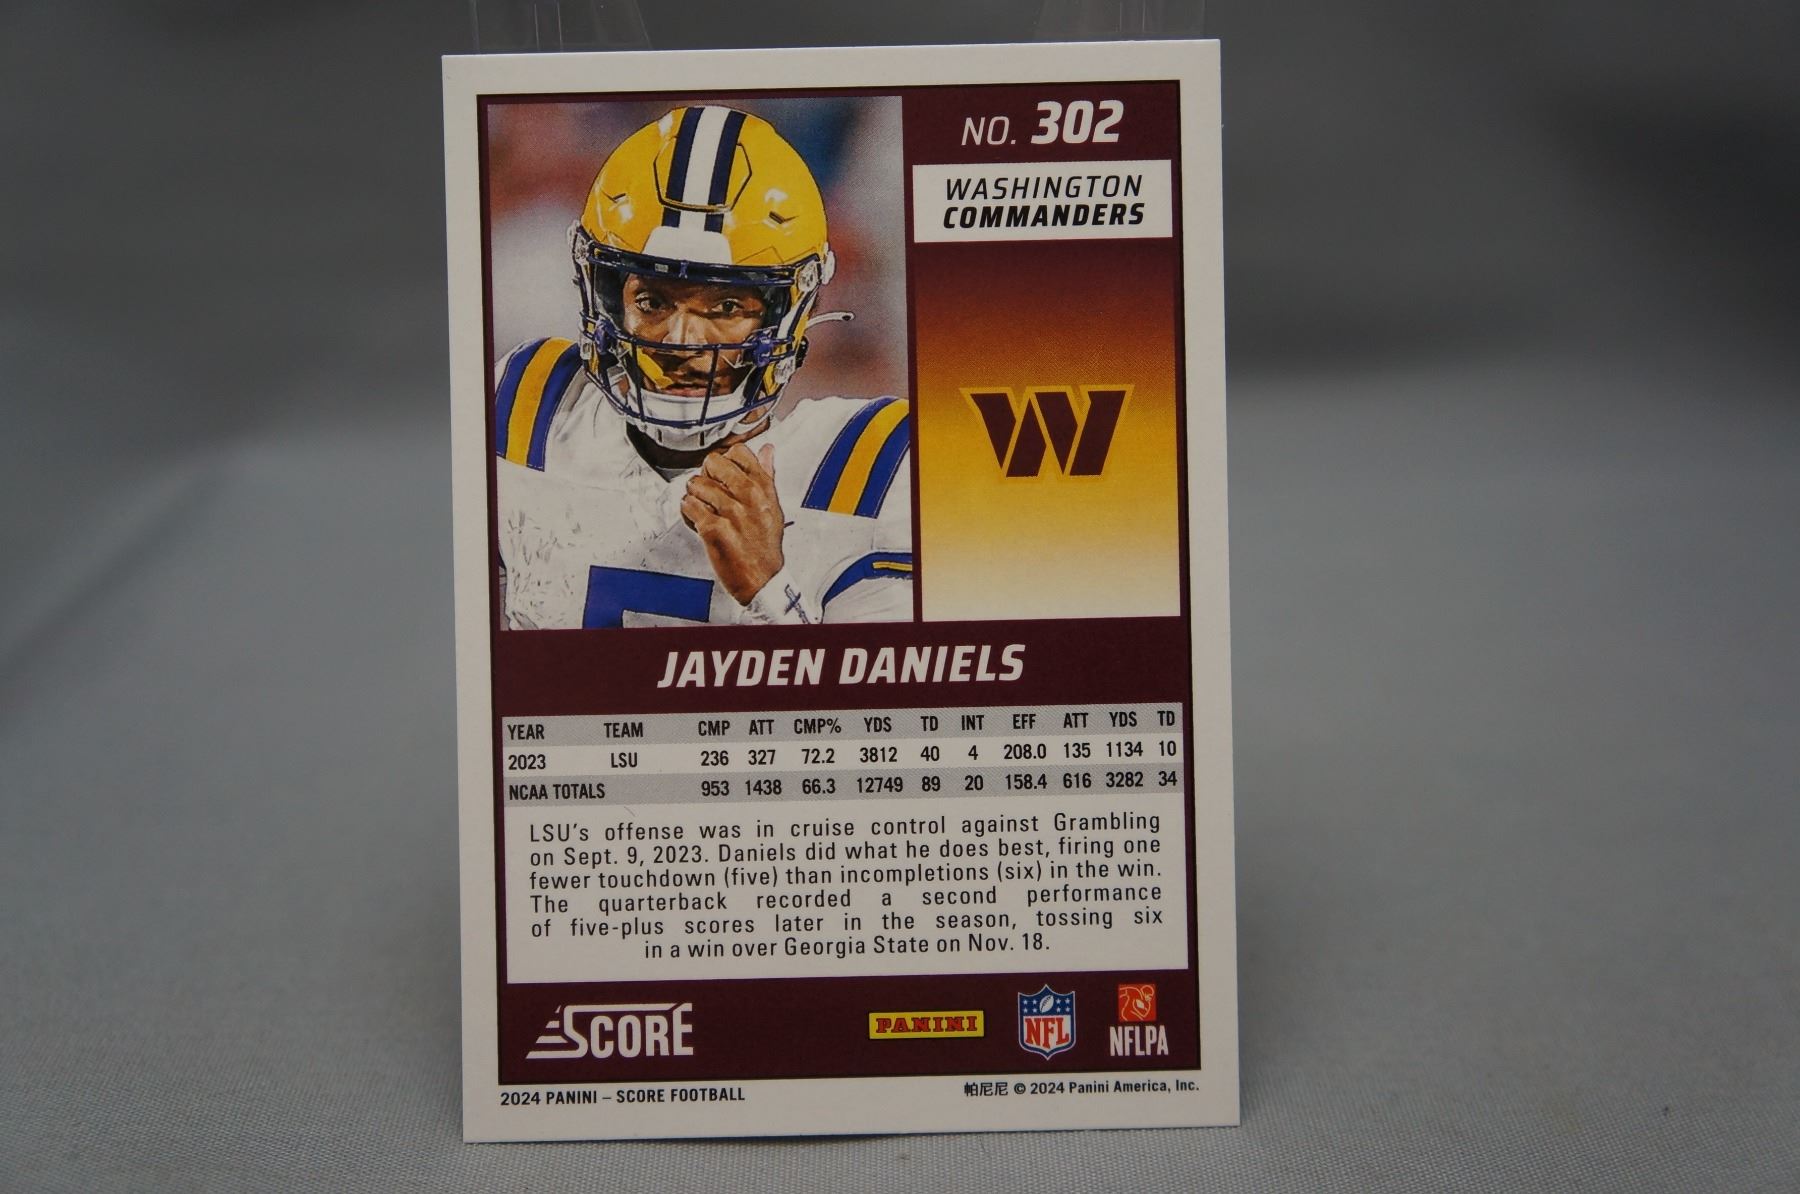 NO. 302
WASHINGTON
COMMANDERS
W
5
JAYDEN DANIELS
YEAR TEAM CMP ATT CMP% YDS TD INT EFF ATT YDS TD
2023 LSU 236 327 72.2 3812 40 4 208.0 135 1134 10
NCAA TOTALS 953 1438 66.3 12749 89 20 158.4 616 3282 34
LSU's offense was in cruise control against Grambling
on Sept. 9, 2023. Daniels did what he does best, firing one
fewer touchdown (five) than incompletions (six) in the win.
The quarterback recorded a second performance
of five-plus scores later in the season, tossing six
in a win over Georgia State on Nov. 18.
SCORE
PANINI
NFL
NFLPA
2024 PANINI – SCORE FOOTBALL
帕尼尼 © 2024 Panini America, Inc.